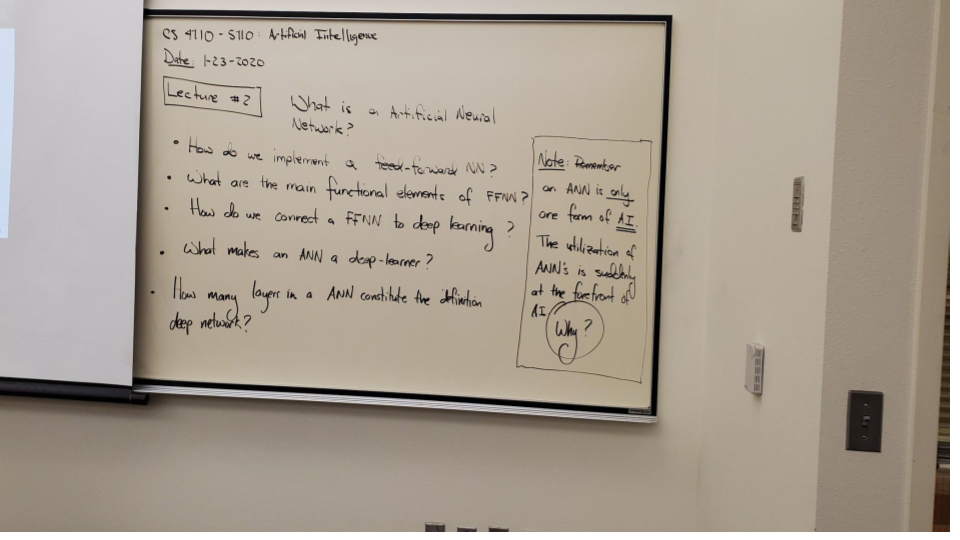 CS 4710 - 5710: Artificial Intelligence
Date: 1-23-2020
Lecture #2
What is a Artificial Neural
Network?
• How do we implement a feed-forward NN?
• What are the main functional elements of FFNN?
• How do we connect a FFNN to deep learning?
• What makes an ANN a deep-learner?
• How many layers in a ANN constitute the definition
deep network?
Note: Remember
an ANN is only
one form of AI.
The utilization of
ANN's is suddenly
at the forefront of
AI.
Why?